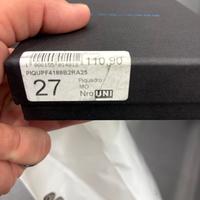 110,90
PIQUPF4188B2RA25
27
Piquadro
MO
Nro UNI